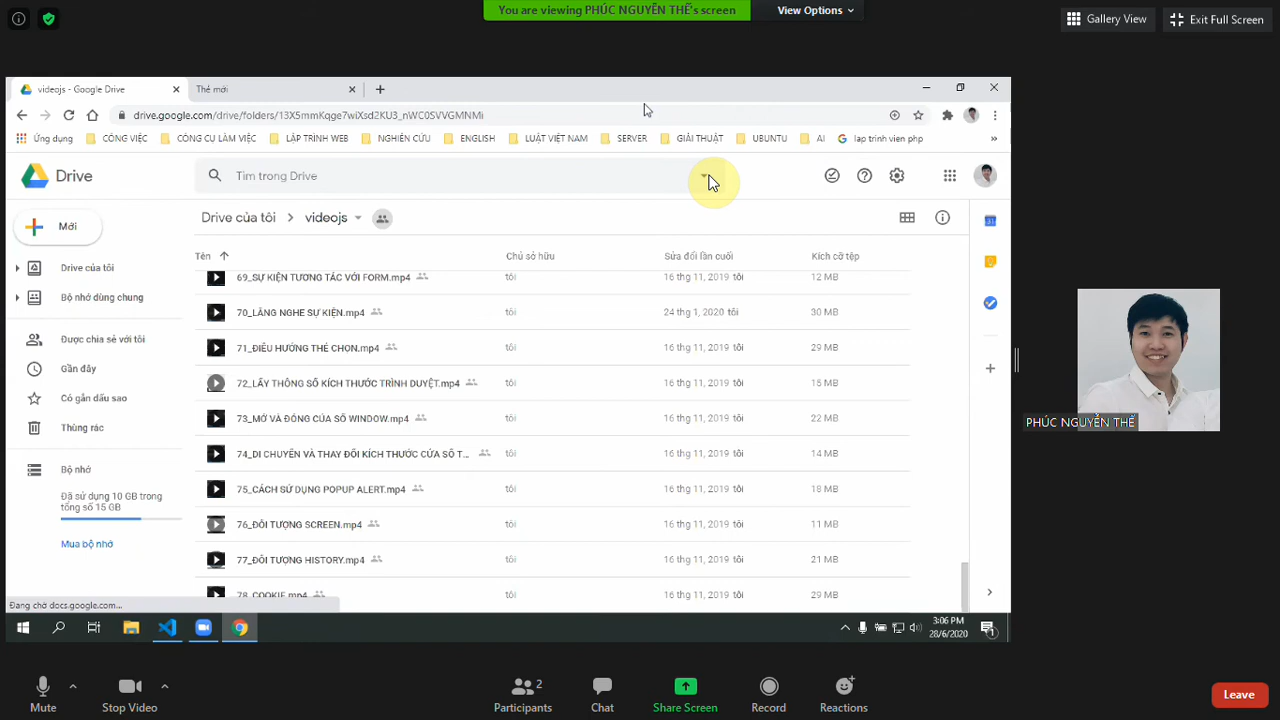 You are viewing PHÚC NGUYỄN THẾ's screen
View Options
Gallery View
Exit Full Screen
videojs - Google Drive
Thẻ mới
Ứng dụng
CÔNG VIỆC
CÔNG CỤ LÀM VIỆC
LẬP TRÌNH WEB
NGHIÊN CỨU
ENGLISH
LUẬT VIỆT NAM
SERVER
GIẢI THUẬT
UBUNTU
AI
lap trinh vien php
Drive
Tìm trong Drive
Mới
Drive của tôi
videojs
Tên
Chủ sở hữu
Sửa đổi lần cuối
Kích cỡ tệp
69_SỰ KIỆN TƯƠNG TÁC VỚI FORM.mp4
tôi
16 thg 11, 2019 tôi
12 MB
70_LẮNG NGHE SỰ KIỆN.mp4
tôi
24 thg 1, 2020 tôi
30 MB
71_ĐIỀU HƯỚNG THẺ CHỌN.mp4
tôi
16 thg 11, 2019 tôi
29 MB
72_LẤY THÔNG SỐ KÍCH THƯỚC TRÌNH DUYỆT.mp4
tôi
16 thg 11, 2019 tôi
15 MB
73_MỞ VÀ ĐÓNG CỬA SỔ WINDOW.mp4
tôi
16 thg 11, 2019 tôi
22 MB
74_DI CHUYỂN VÀ THAY ĐỔI KÍCH THƯỚC CỬA SỔ T...
tôi
16 thg 11, 2019 tôi
14 MB
75_CÁCH SỬ DỤNG POPUP ALERT.mp4
tôi
16 thg 11, 2019 tôi
18 MB
76_ĐỐI TƯỢNG SCREEN.mp4
tôi
16 thg 11, 2019 tôi
11 MB
77_ĐỐI TƯỢNG HISTORY.mp4
tôi
16 thg 11, 2019 tôi
21 MB
78_COOKIE.mp4
tôi
16 thg 11, 2019 tôi
29 MB
Drive của tôi
Bộ nhớ dùng chung
Được chia sẻ với tôi
Gần đây
Có gắn dấu sao
Thùng rác
Bộ nhớ
Đã sử dụng 10 GB trong
tổng số 15 GB
Mua bộ nhớ
Đang chờ docs.google.com...
3:06 PM
28/6/2020
1
PHÚC NGUYỄN THẾ
Mute
Stop Video
2
Participants
Chat
Share Screen
Record
Reactions
Leave